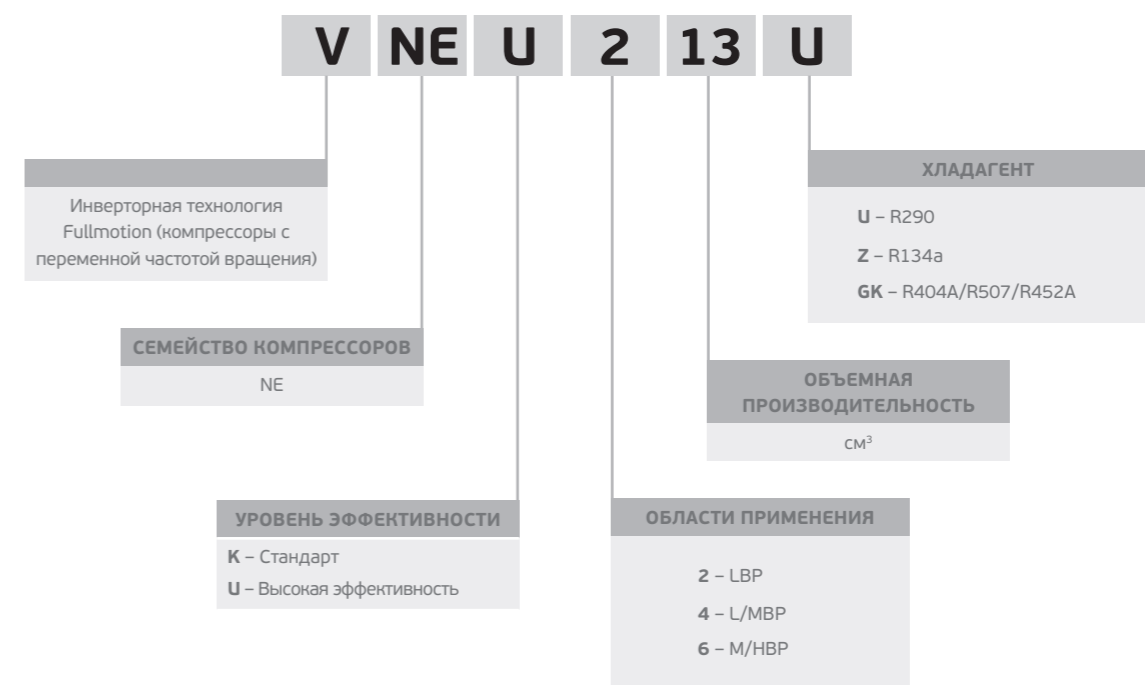 V NE U 2 13 U
Инверторная технология
Fullmotion (компрессоры с
переменной частотой вращения)
ХЛАДАГЕНТ
U – R290
Z – R134a
GK – R404A/R507/R452A
СЕМЕЙСТВО КОМПРЕССОРОВ
NE
ОБЪЕМНАЯ
ПРОИЗВОДИТЕЛЬНОСТЬ
см³
УРОВЕНЬ ЭФФЕКТИВНОСТИ
K – Стандарт
U – Высокая эффективность
ОБЛАСТИ ПРИМЕНЕНИЯ
2 – LBP
4 – L/MBP
6 – M/HBP